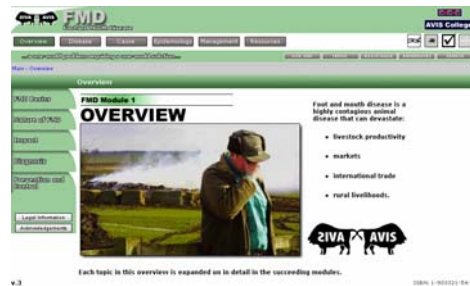 FMD
AVIS College
Overview
Disease
Cause
Epidemiology
Management
Resources
Main : Overview
Overview
FMD Basics
Nature of FMD
Impact
Diagnosis
Prevention and
Control
Legal Information
Acknowledgements
FMD Module 1
OVERVIEW
Foot and mouth disease is a
highly contagious animal
disease that can devastate:
• livestock productivity
• markets
• international trade
• rural livelihoods.
AVIS AVIS
Each topic in this overview is expanded on in detail in the succeeding modules.
v.3